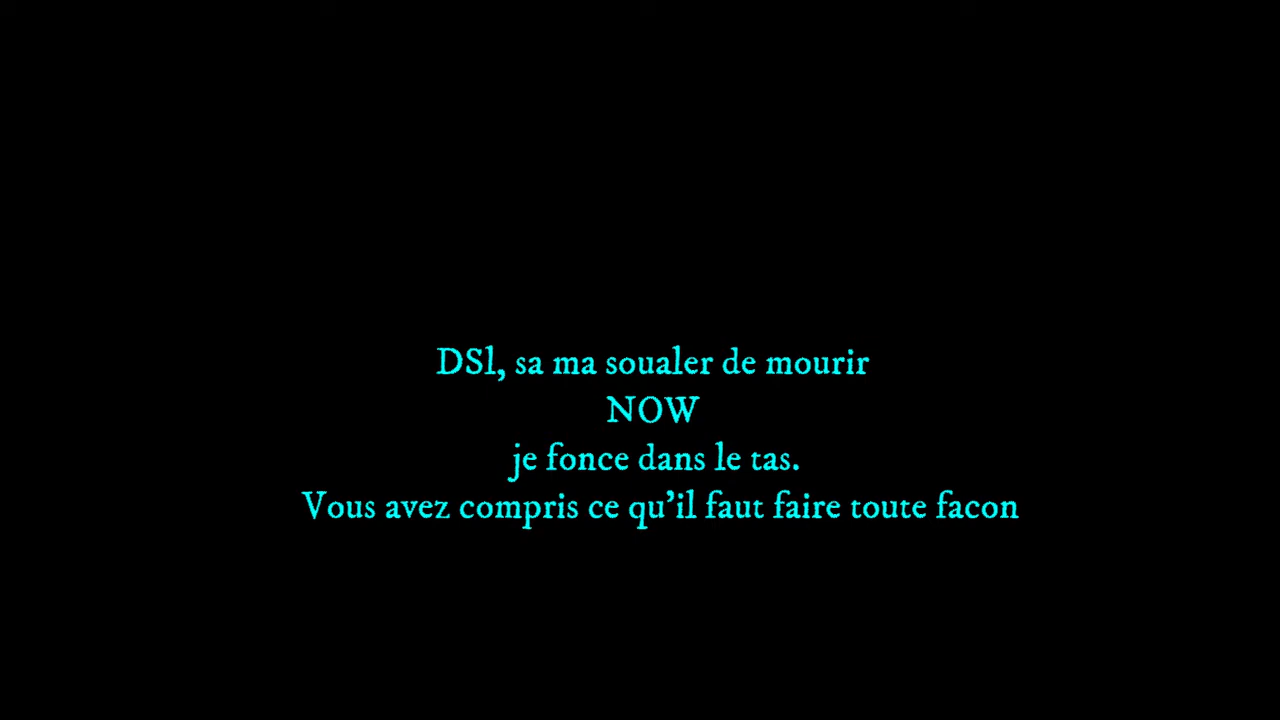 DSl, sa ma soualer de mourir
NOW
je fonce dans le tas.
Vous avez compris ce qu'il faut faire toute facon